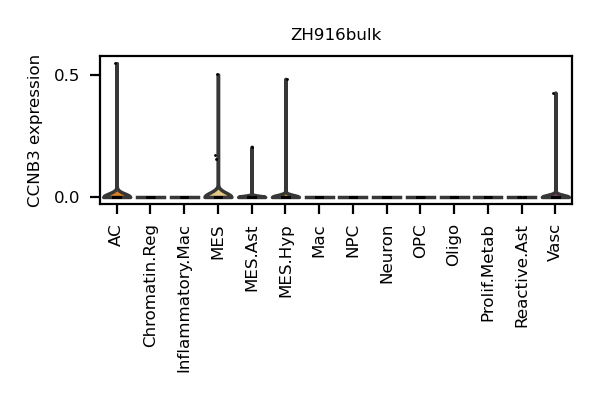 ZH916bulk
CCNB3 expression
0.5
0.0
AC
Chromatin.Reg
Inflammatory.Mac
MES
MES.Ast
MES.Hyp
Mac
NPC
Neuron
OPC
Oligo
Prolif.Metab
Reactive.Ast
Vasc